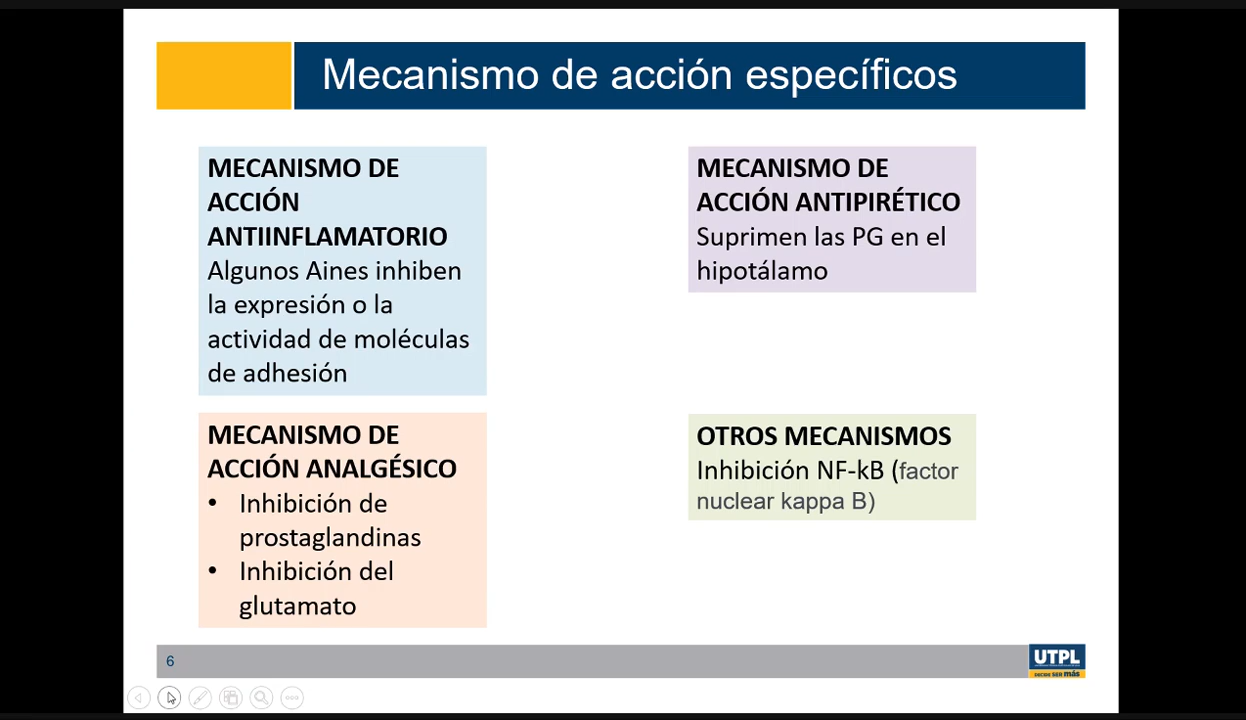 Mecanismo de acción específicos
MECANISMO DE
ACCIÓN
ANTIINFLAMATORIO
Algunos Aines inhiben
la expresión o la
actividad de moléculas
de adhesión
MECANISMO DE
ACCIÓN ANTIPIRÉTICO
Suprimen las PG en el
hipotálamo
MECANISMO DE
ACCIÓN ANALGÉSICO
• Inhibición de
prostaglandinas
• Inhibición del
glutamato
OTROS MECANISMOS
Inhibición NF-kB (factor
nuclear kappa B)
6
UTPL
DECIDE SER más